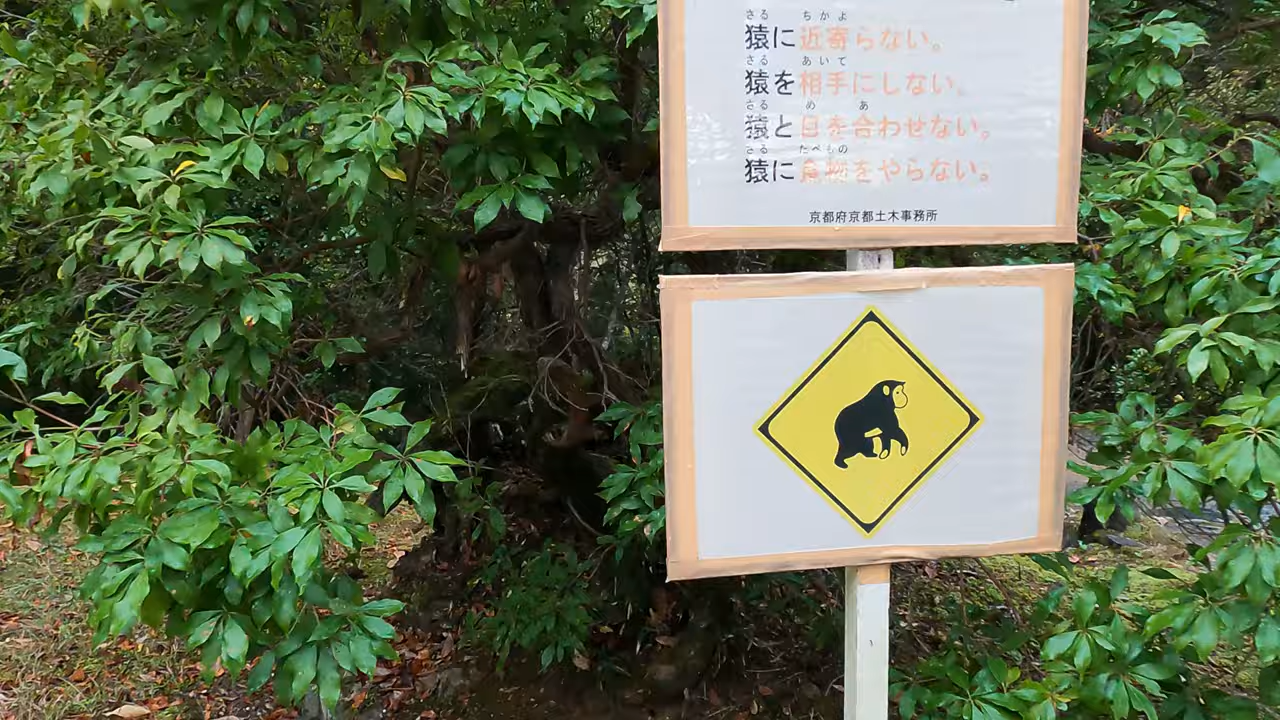 さる ちかよ
猿に近寄らない。
さる あいて
猿を相手にしない。
さる め あ
猿と目を合わせない。
さる たべもの
猿に食物をやらない。
京都府京都土木事務所